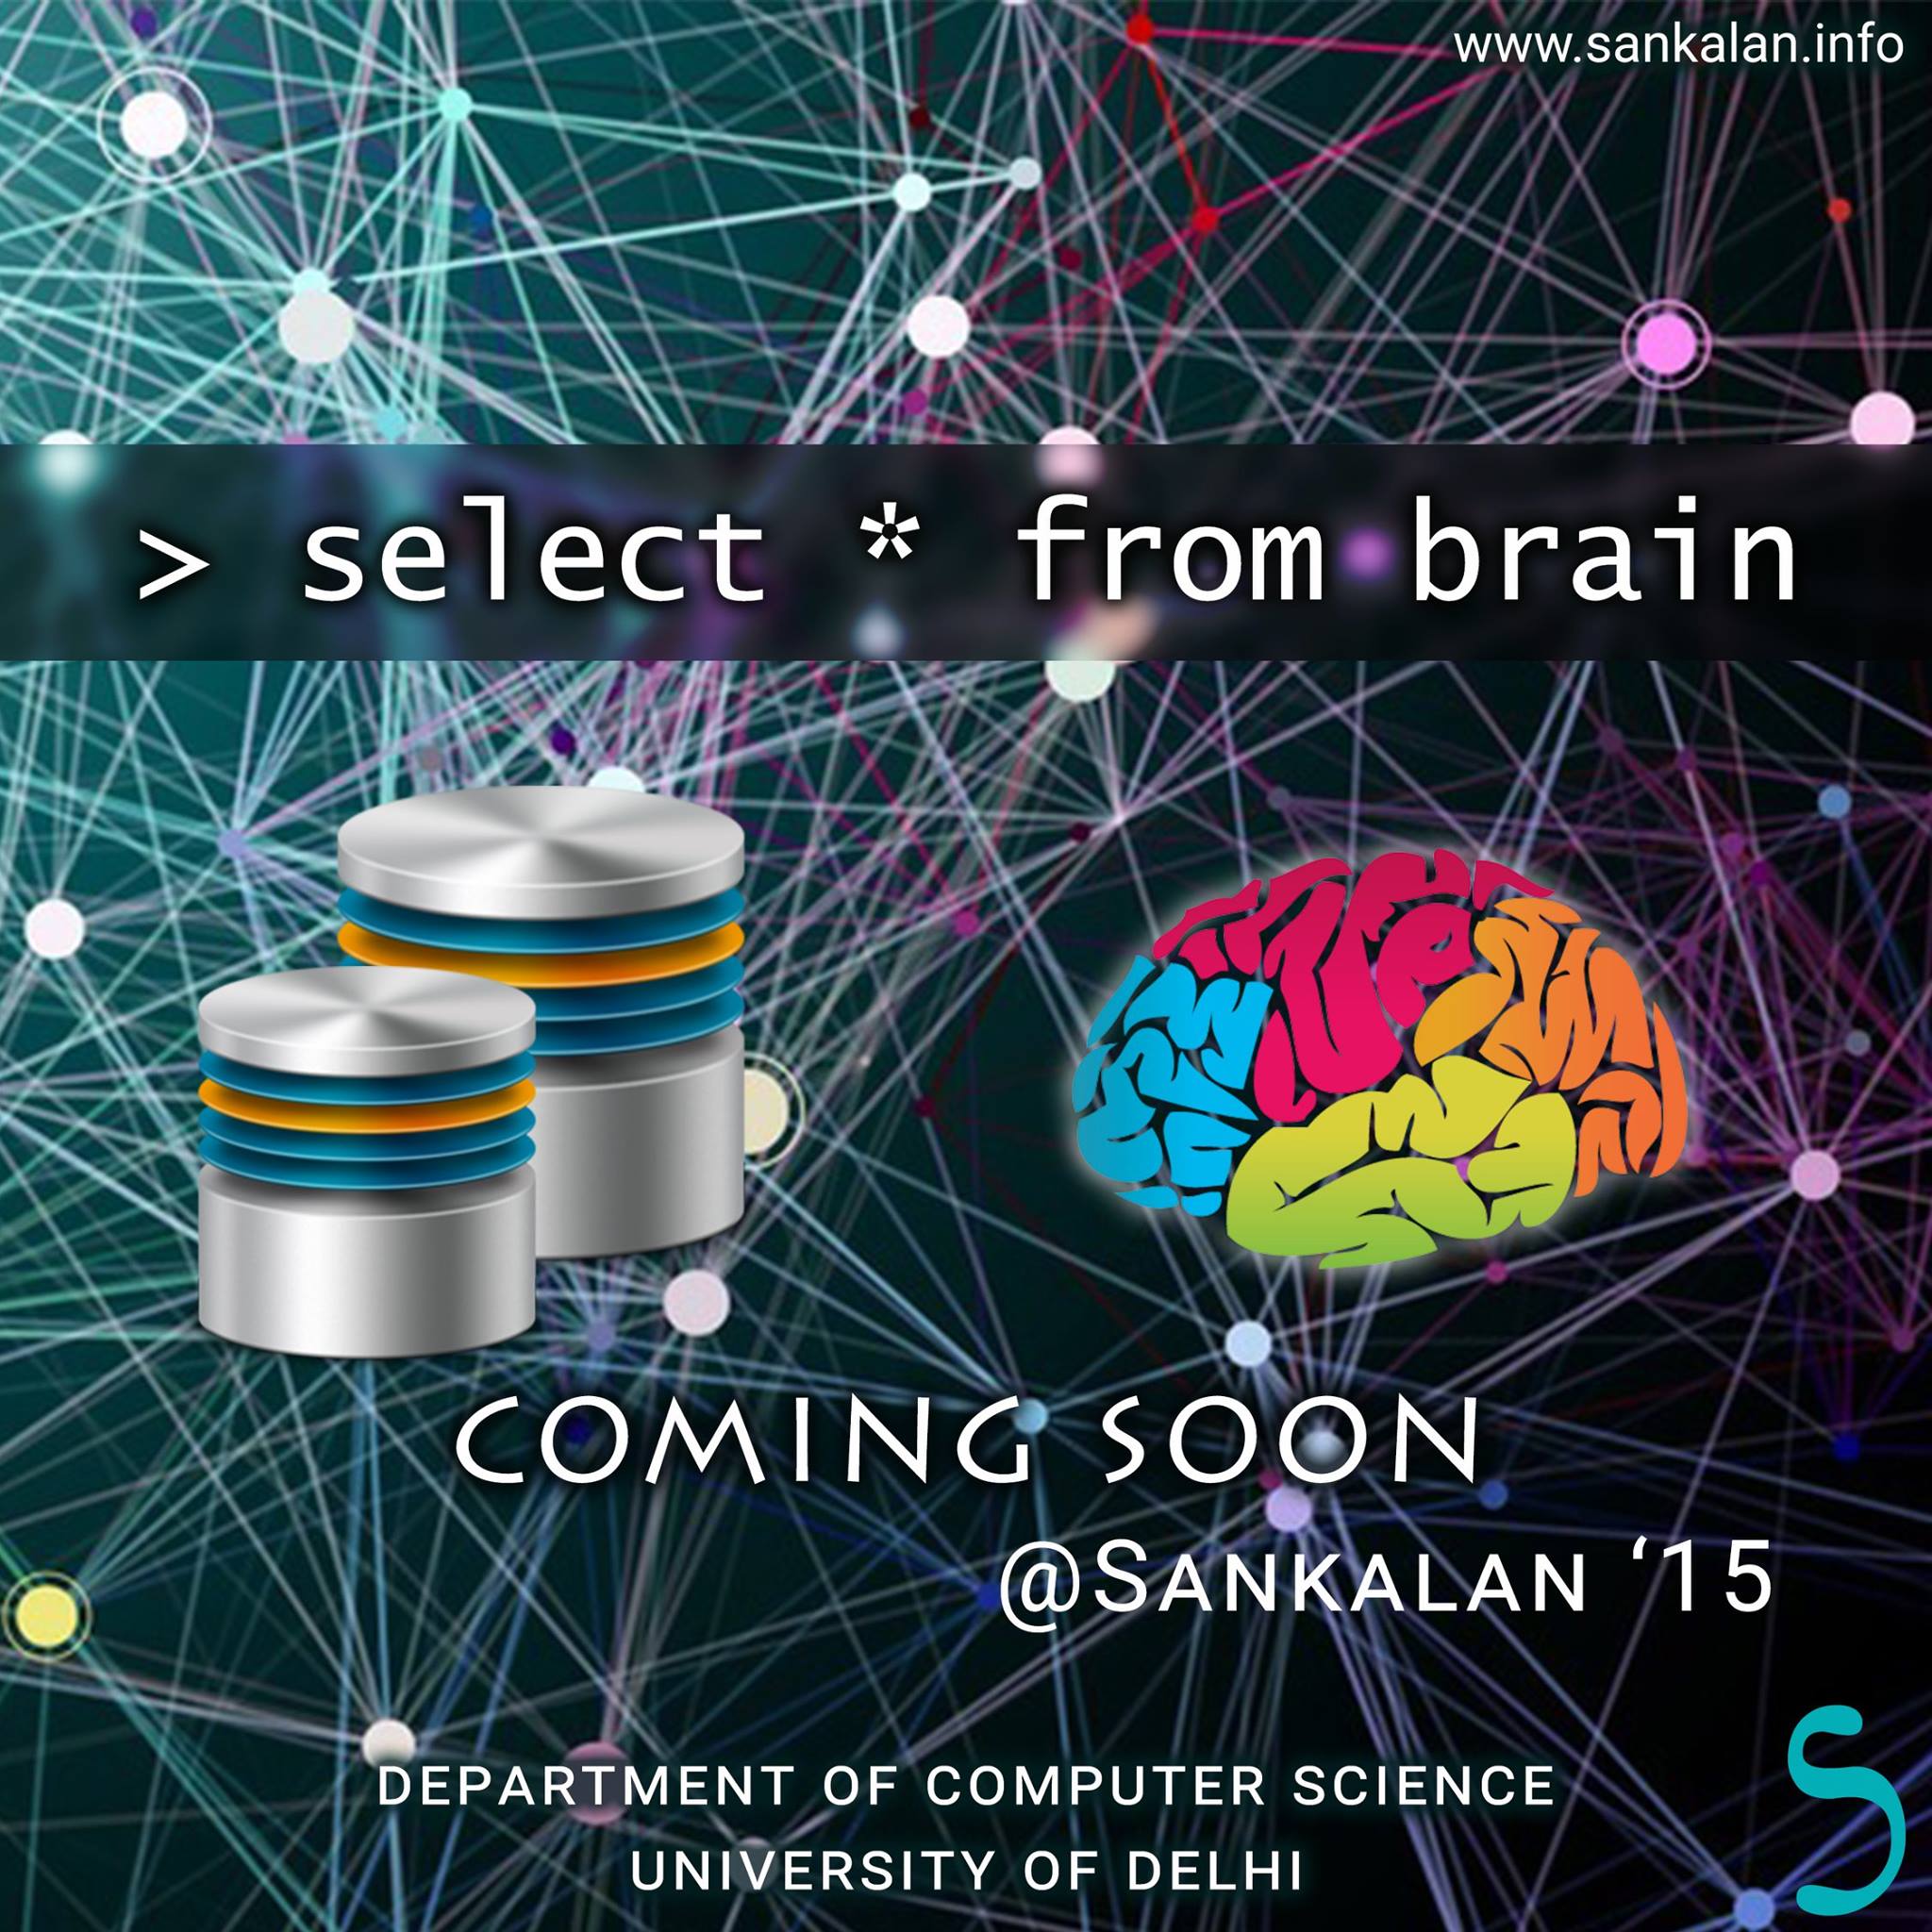 www.sankalan.info
> select * from brain
COMING SOON
@SANKALAN ‘15
DEPARTMENT OF COMPUTER SCIENCE
UNIVERSITY OF DELHI
S